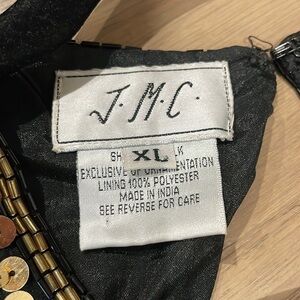 J.M.C.
XL
EXCLUSIVE OF ORNAMENTATION
LINING 100% POLYESTER
MADE IN INDIA
SEE REVERSE FOR CARE